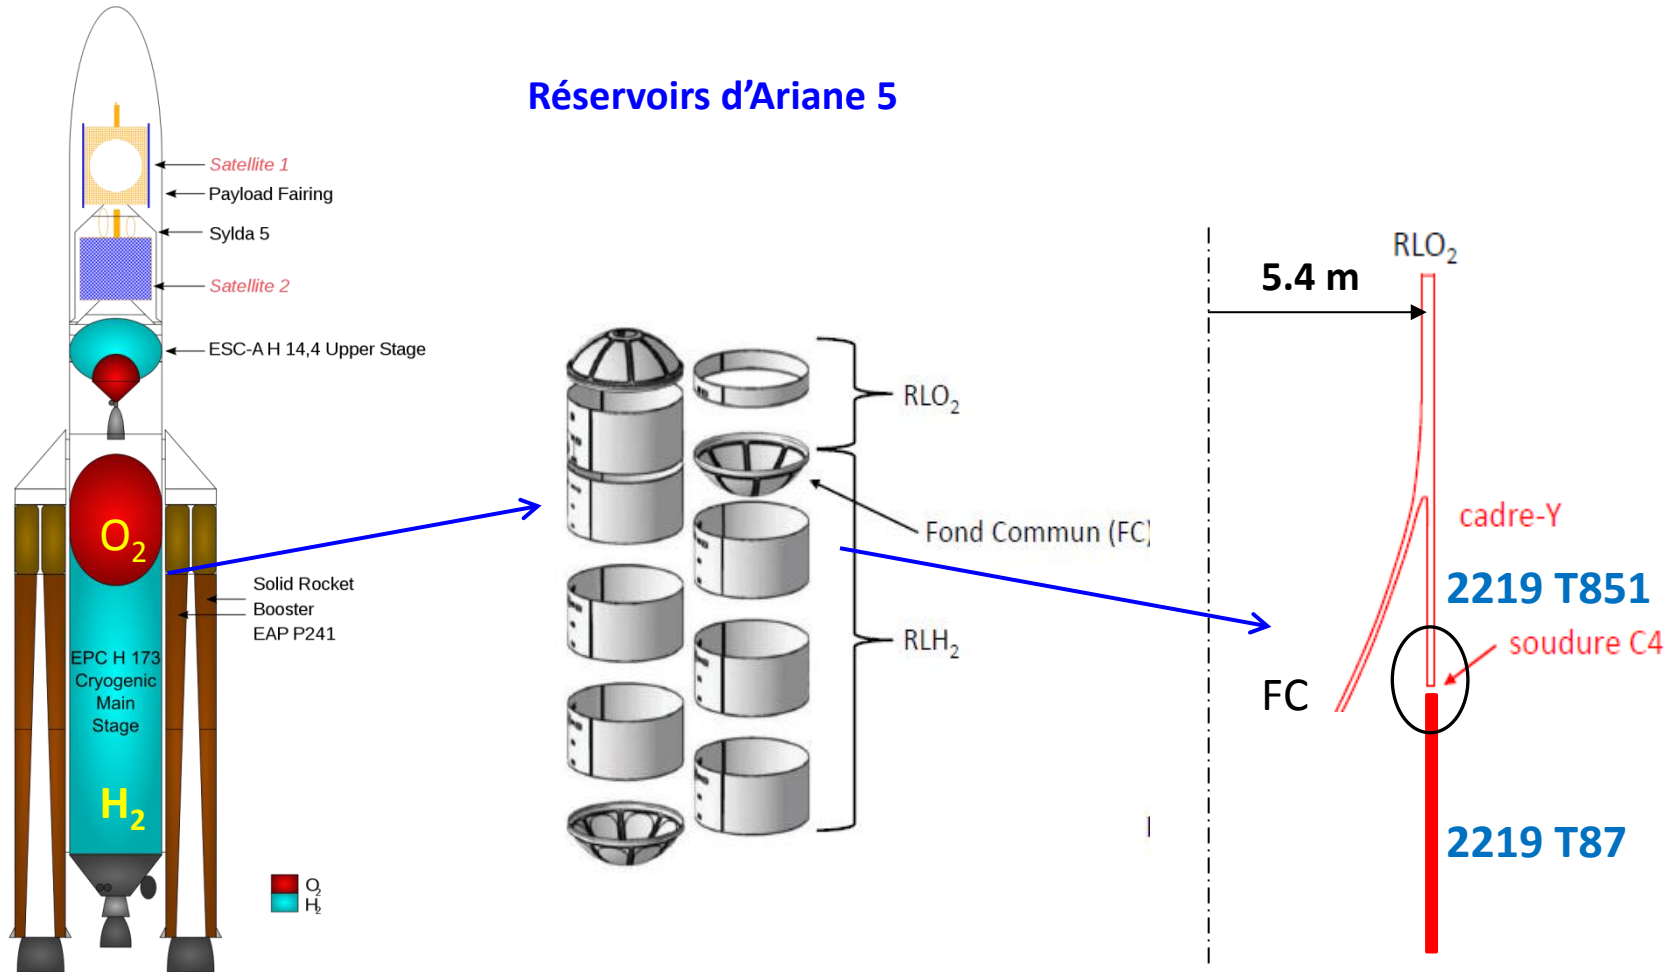 Réservoirs d’Ariane 5
Satellite 1
Payload Fairing
Sylda 5
Satellite 2
ESC-A H 14,4 Upper Stage
O₂
Solid Rocket
Booster
EAP P241
EPC H 173
Cryogenic
Main
Stage
H₂
O₂
H₂
RLO₂
Fond Commun (FC)
RLH₂
RLO₂
5.4 m
cadre-Y
2219 T851
soudure C4
FC
2219 T87